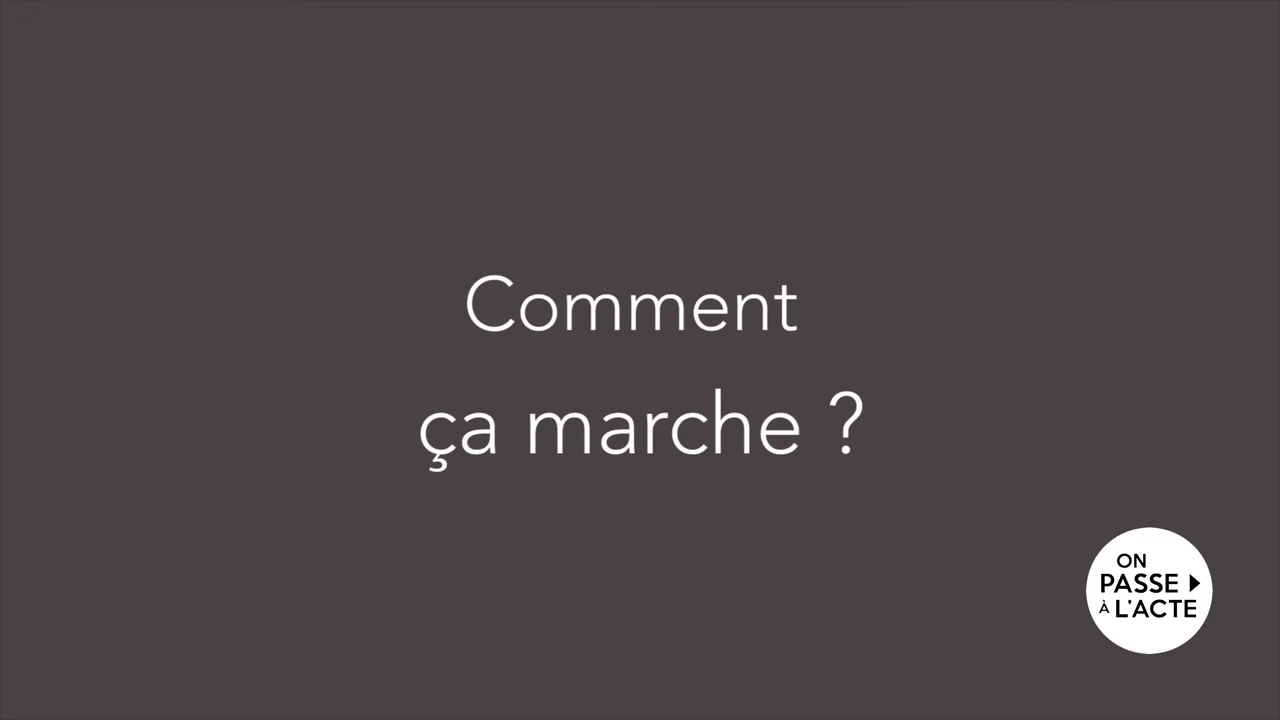 Comment
ça marche ?
ON
PASSE
À L'ACTE